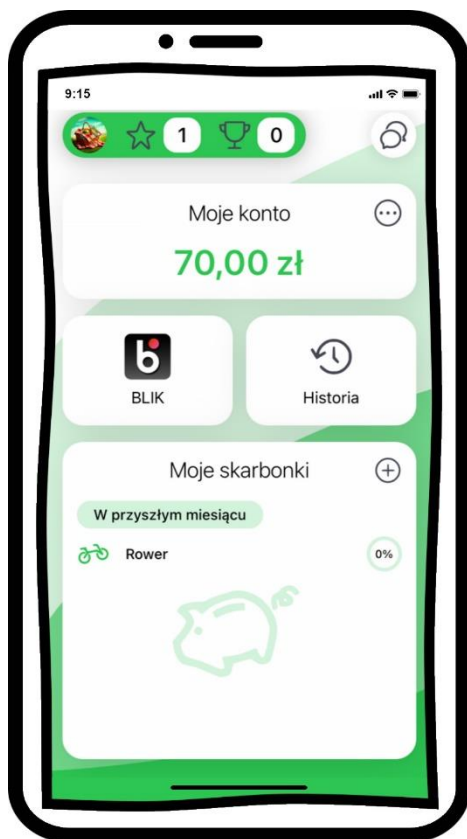 9:15
1 0
Moje konto
70,00 zł
BLIK Historia
Moje skarbonki
W przyszłym miesiącu
Rower 0%